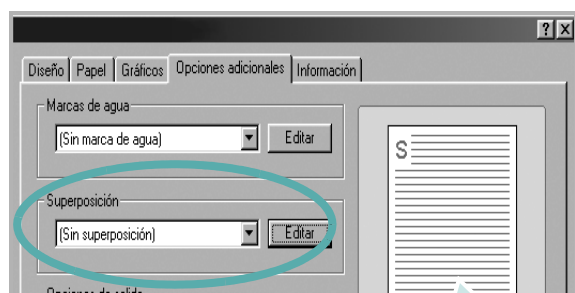 Diseño Papel Gráficos Opciones adicionales Información
Marcas de agua
(Sin marca de agua) Editar
Superposición
(Sin superposición) Editar
S